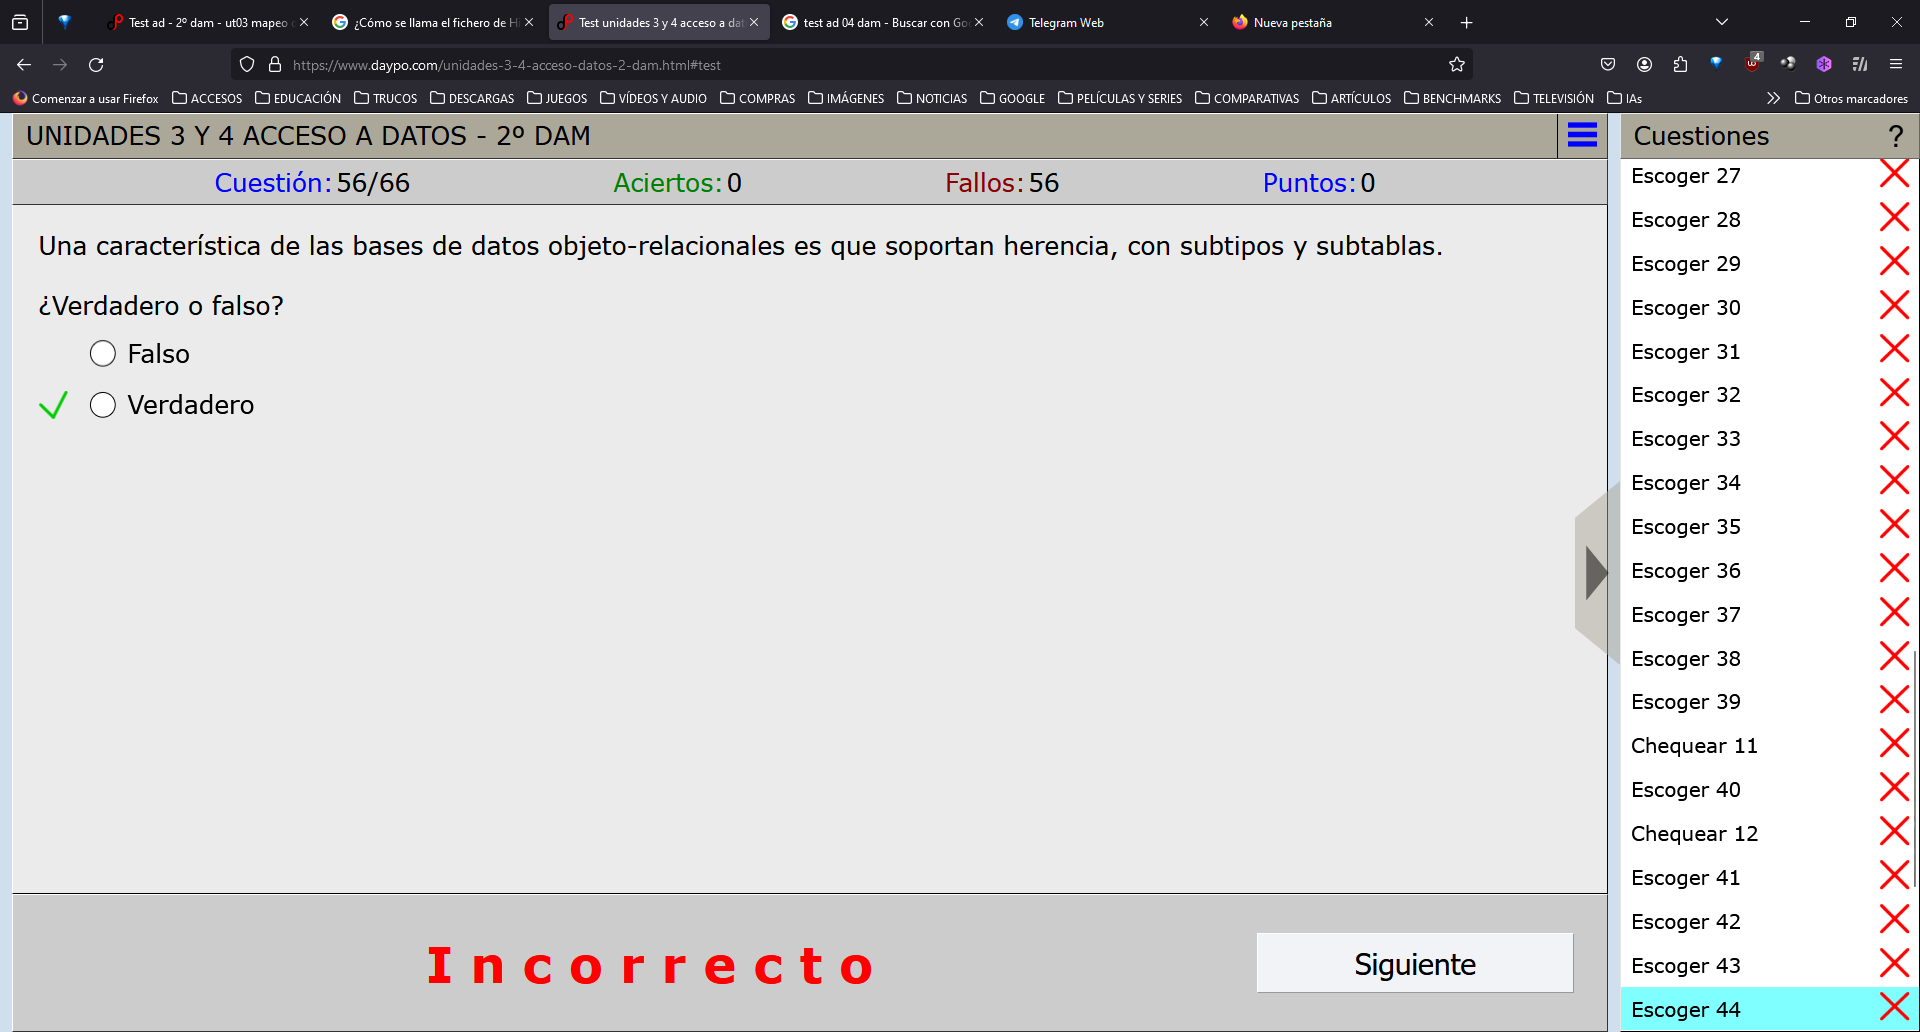 Test ad - 2º dam - ut03 mapeo
¿Cómo se llama el fichero de Hi
Test unidades 3 y 4 acceso a dat
test ad 04 dam - Buscar con Go
Telegram Web
Nueva pestaña
https://www.daypo.com/unidades-3-4-acceso-datos-2-dam.html#test
4
Comenzar a usar Firefox
ACCESOS
EDUCACIÓN
TRUCOS
DESCARGAS
JUEGOS
VÍDEOS Y AUDIO
COMPRAS
IMÁGENES
NOTICIAS
GOOGLE
PELÍCULAS Y SERIES
COMPARATIVAS
ARTÍCULOS
BENCHMARKS
TELEVISIÓN
IAs
Otros marcadores
UNIDADES 3 Y 4 ACCESO A DATOS - 2º DAM
Cuestiones ?
Cuestión: 56/66 Aciertos: 0 Fallos: 56 Puntos: 0
Una característica de las bases de datos objeto-relacionales es que soportan herencia, con subtipos y subtablas.
¿Verdadero o falso?
Falso
Verdadero
Incorrecto
Siguiente
Escoger 27
Escoger 28
Escoger 29
Escoger 30
Escoger 31
Escoger 32
Escoger 33
Escoger 34
Escoger 35
Escoger 36
Escoger 37
Escoger 38
Escoger 39
Chequear 11
Escoger 40
Chequear 12
Escoger 41
Escoger 42
Escoger 43
Escoger 44